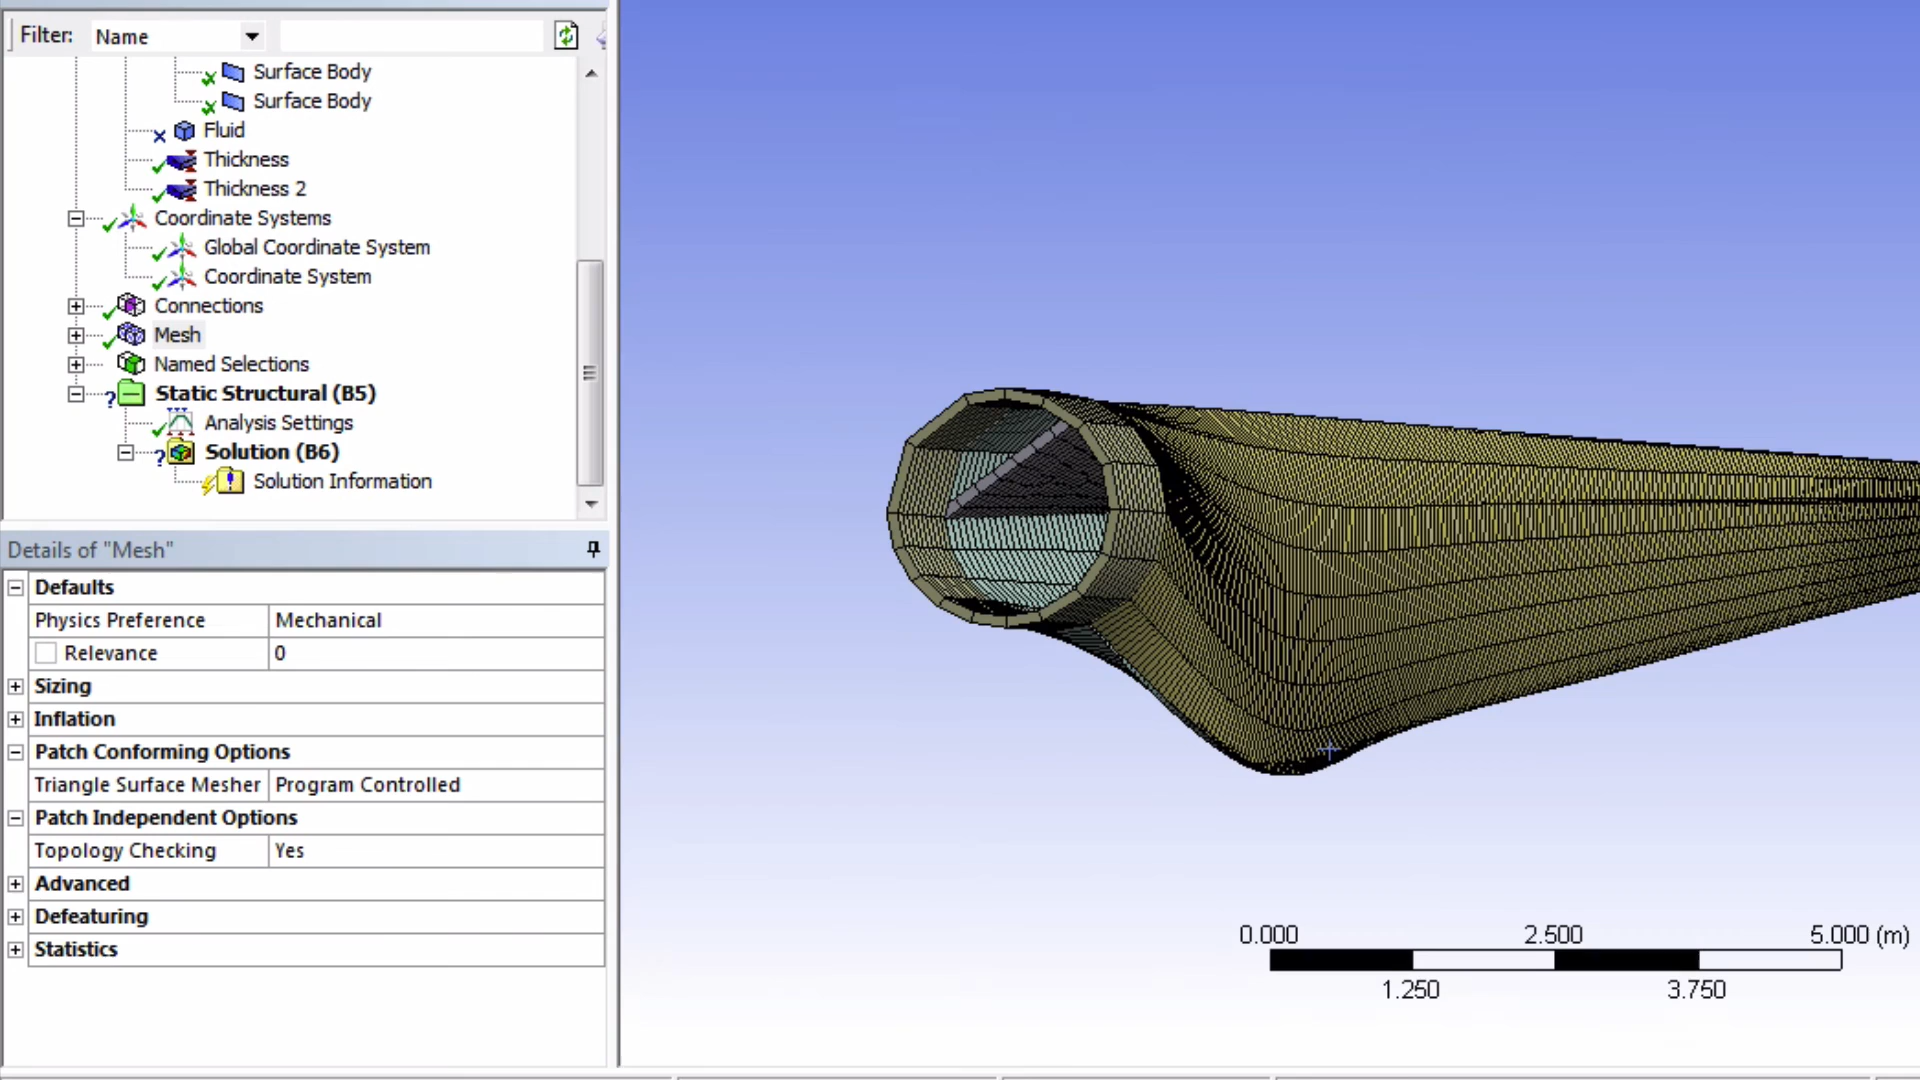 Filter: Name
Surface Body
Surface Body
Fluid
Thickness
Thickness 2
Coordinate Systems
Global Coordinate System
Coordinate System
Connections
Mesh
Named Selections
Static Structural (B5)
Analysis Settings
Solution (B6)
Solution Information
Details of "Mesh"
Defaults
Physics Preference Mechanical
Relevance 0
Sizing
Inflation
Patch Conforming Options
Triangle Surface Mesher Program Controlled
Patch Independent Options
Topology Checking Yes
Advanced
Defeaturing
Statistics
0.000 2.500 5.000 (m)
1.250 3.750